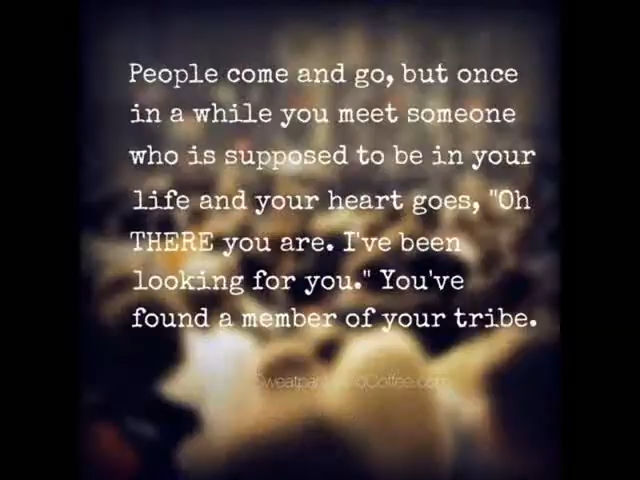 People come and go, but once
in a while you meet someone
who is supposed to be in your
life and your heart goes, "Oh
THERE you are. I've been
looking for you." You've
found a member of your tribe.